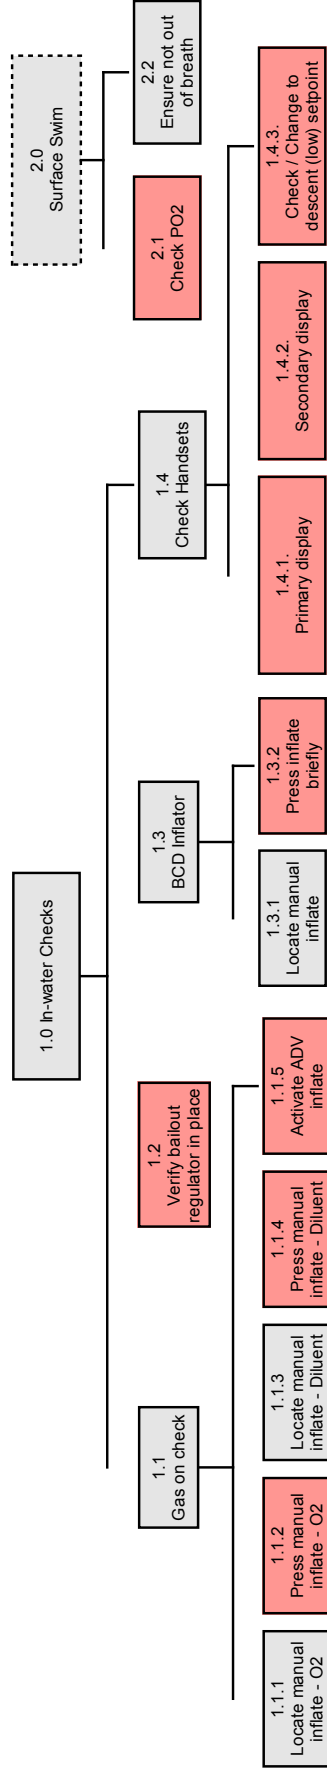 1.0 In-water Checks
2.0
Surface Swim
1.1
Gas on check
1.2
Verify bailout
regulator in place
1.3
BCD Inflator
1.4
Check Handsets
2.1
Check PO2
2.2
Ensure not out
of breath
1.1.1
Locate manual
inflate - O2
1.1.2
Press manual
inflate - O2
1.1.3
Locate manual
inflate - Diluent
1.1.4
Press manual
inflate - Diluent
1.1.5
Activate ADV
inflate
1.3.1
Locate manual
inflate
1.3.2
Press inflate
briefly
1.4.1.
Primary display
1.4.2.
Secondary display
1.4.3.
Check / Change to
descent (low) setpoint